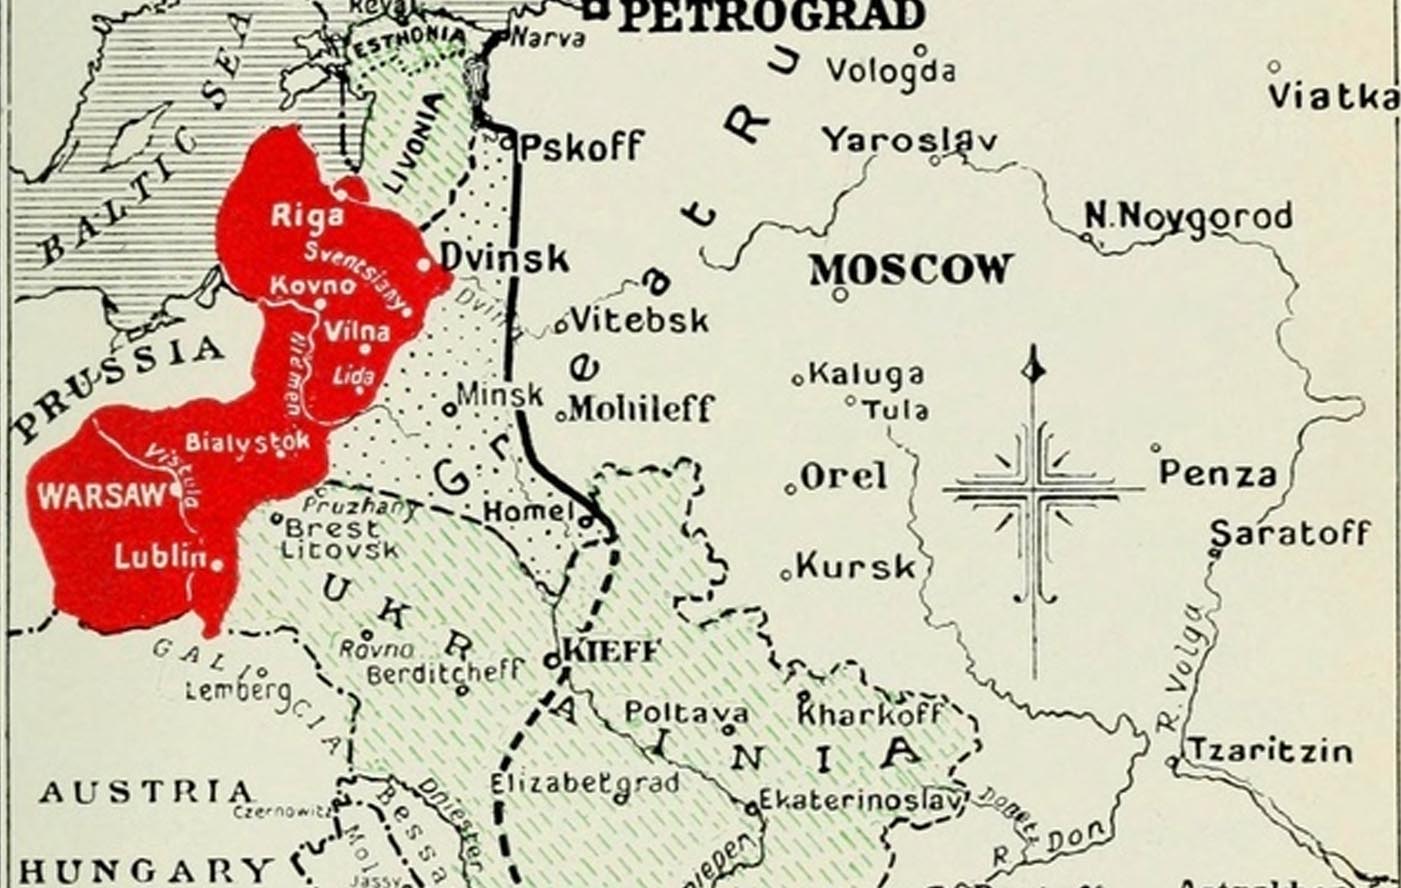 Reval
PETROGRAD
ESTHONIA
Narva
Vologda
Viatka
BALTIC SEA
LIVONIA
Pskoff
Yaroslav
Great Ru
N.Novgorod
Riga
Dvinsk
MOSCOW
Sventsiany
Kovno
Dvina
Vitebsk
Vilna
PRUSSIA
Niemen
Lida
Minsk
Mohileff
Kaluga
Tula
Bialystok
Vistula
WARSAW
Orel
Penza
Pruzhany
Homel
Brest
Litovsk
Saratoff
Lublin
Kursk
UKRAINIA
R. Volga
GALICIA
Rovno
KIEFF
Lemberg
Berditcheff
Poltava
Kharkoff
Tzaritzin
AUSTRIA
Czernowitz
Elizabetgrad
Ekaterinoslav
Dniester
Bessa
Donetz
R. Don
HUNGARY
Mol
Jassy
nieper